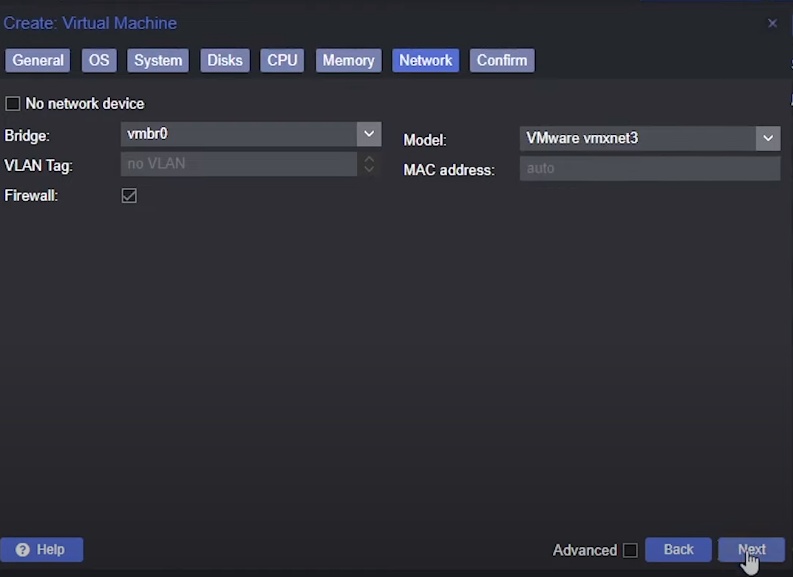 Create: Virtual Machine
General OS System Disks CPU Memory Network Confirm
No network device
Bridge: vmbr0 Model: VMware vmxnet3
VLAN Tag: no VLAN MAC address: auto
Firewall:
? Help Advanced Back Next